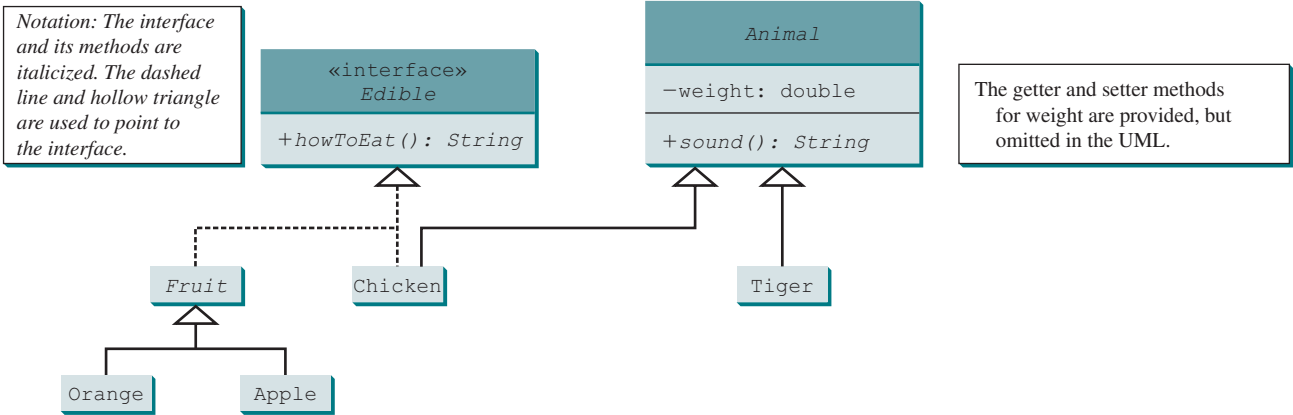 Notation: The interface
and its methods are
italicized. The dashed
line and hollow triangle
are used to point to
the interface.
«interface»
Edible
+howToEat(): String
Animal
-weight: double
+sound(): String
The getter and setter methods
for weight are provided, but
omitted in the UML.
Fruit
Chicken
Tiger
Orange
Apple